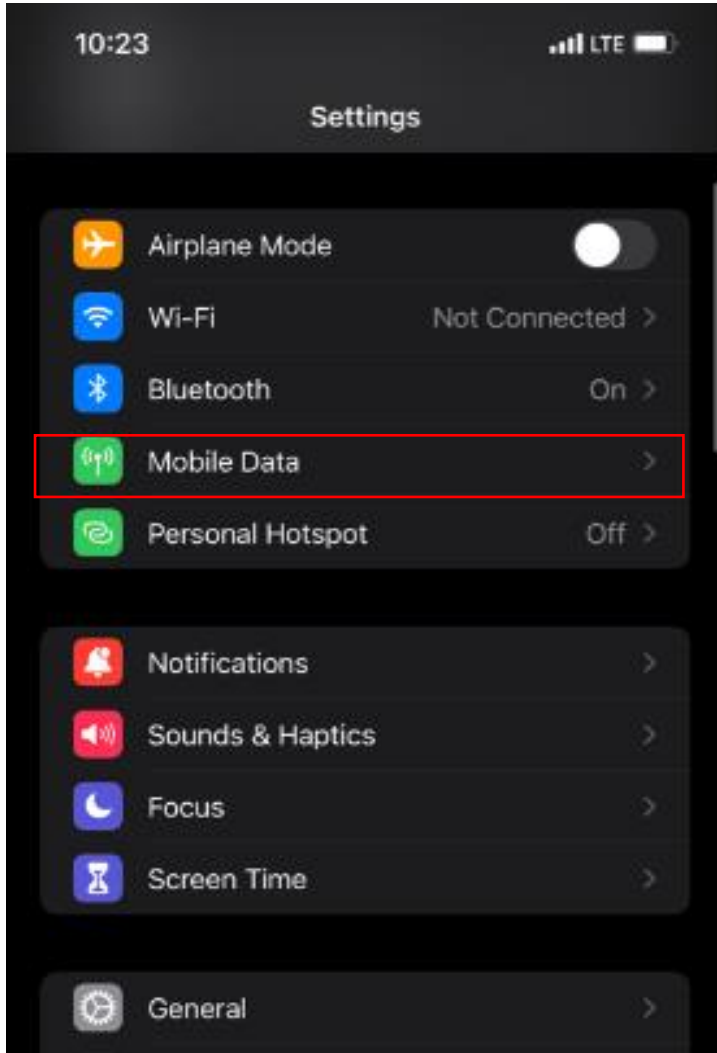 10:23 LTE
Settings
Airplane Mode
Wi-Fi Not Connected
Bluetooth On
Mobile Data
Personal Hotspot Off
Notifications
Sounds & Haptics
Focus
Screen Time
General